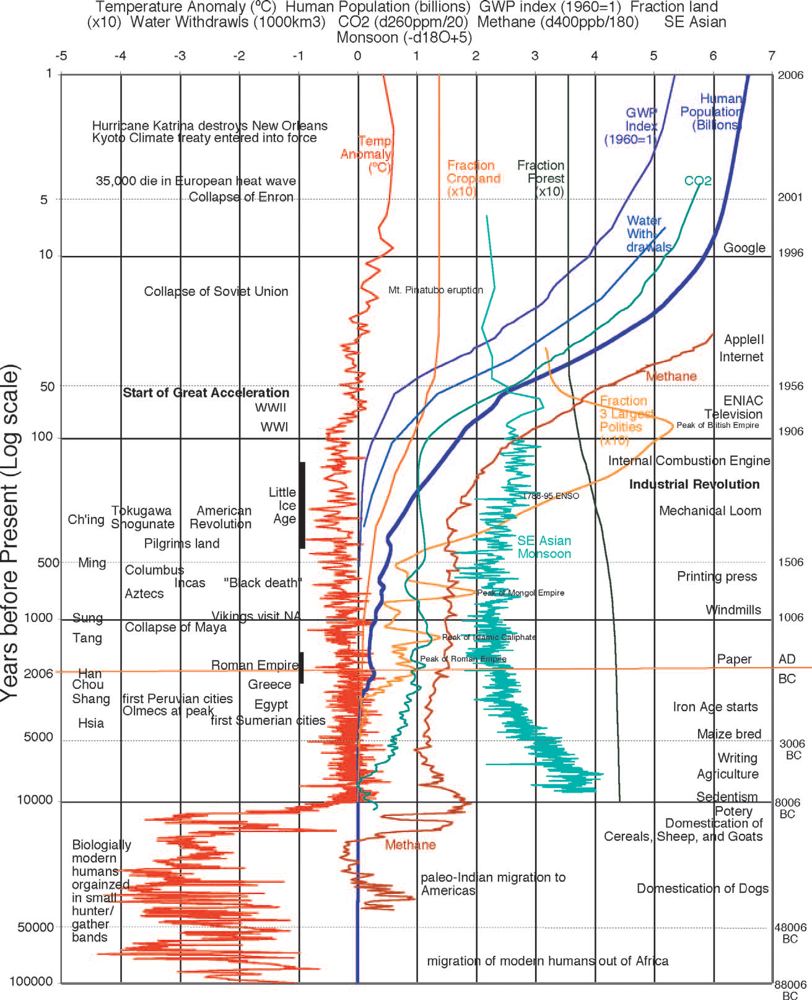 Temperature Anomaly (ºC) Human Population (billions) GWP index (1960=1) Fraction land
(x10) Water Withdrawls (1000km3) CO2 (d260ppm/20) Methane (d400ppb/180) SE Asian
Monsoon (-d18O+5)
-5 -4 -3 -2 -1 0 1 2 3 4 5 6 7
1 2006
Human
Population
(Billions)
GWP
Index
(1960=1)
Hurricane Katrina destroys New Orleans
Kyoto Climate treaty entered into force
Temp
Anomaly
(ºC)
Fraction
Cropland
(x10)
Fraction
Forest
(x10)
CO2
35,000 die in European heat wave
Collapse of Enron
5 2001
Water
With-
drawals
Google
10 1996
Collapse of Soviet Union
Mt. Pinatubo eruption
AppleII
Internet
Methane
Years before Present (Log scale)
50 1956
Start of Great Acceleration
WWII
WWI
ENIAC
Television
Fraction
3 Largest
Polities
(x10)
Peak of British Empire
100 1906
Internal Combustion Engine
Industrial Revolution
Little
Ice
Age
1788-95 ENSO
Mechanical Loom
Ch'ing
Tokugawa
Shogunate
American
Revolution
Pilgrims land
SE Asian
Monsoon
500 1506
Ming
Columbus
Incas
"Black death"
Printing press
Aztecs
Peak of Mongol Empire
Windmills
1000 1006
Sung
Vikings visit NA
Collapse of Maya
Tang
Peak of Islamic Caliphate
Peak of Roman Empire
Paper
AD
Roman Empire
2006
Han
BC
Chou
Greece
Shang
first Peruvian cities
Olmecs at peak
Egypt
Iron Age starts
Hsia
first Sumerian cities
Maize bred
5000 3006
BC
Writing
Agriculture
Sedentism
10000 8006
BC
Potery
Domestication of
Cereals, Sheep, and Goats
Methane
Biologially
modern
humans
orgainzed
in small
hunter/
gather
bands
paleo-Indian migration to
Americas
Domestication of Dogs
50000 48006
BC
migration of modern humans out of Africa
100000 88006
BC